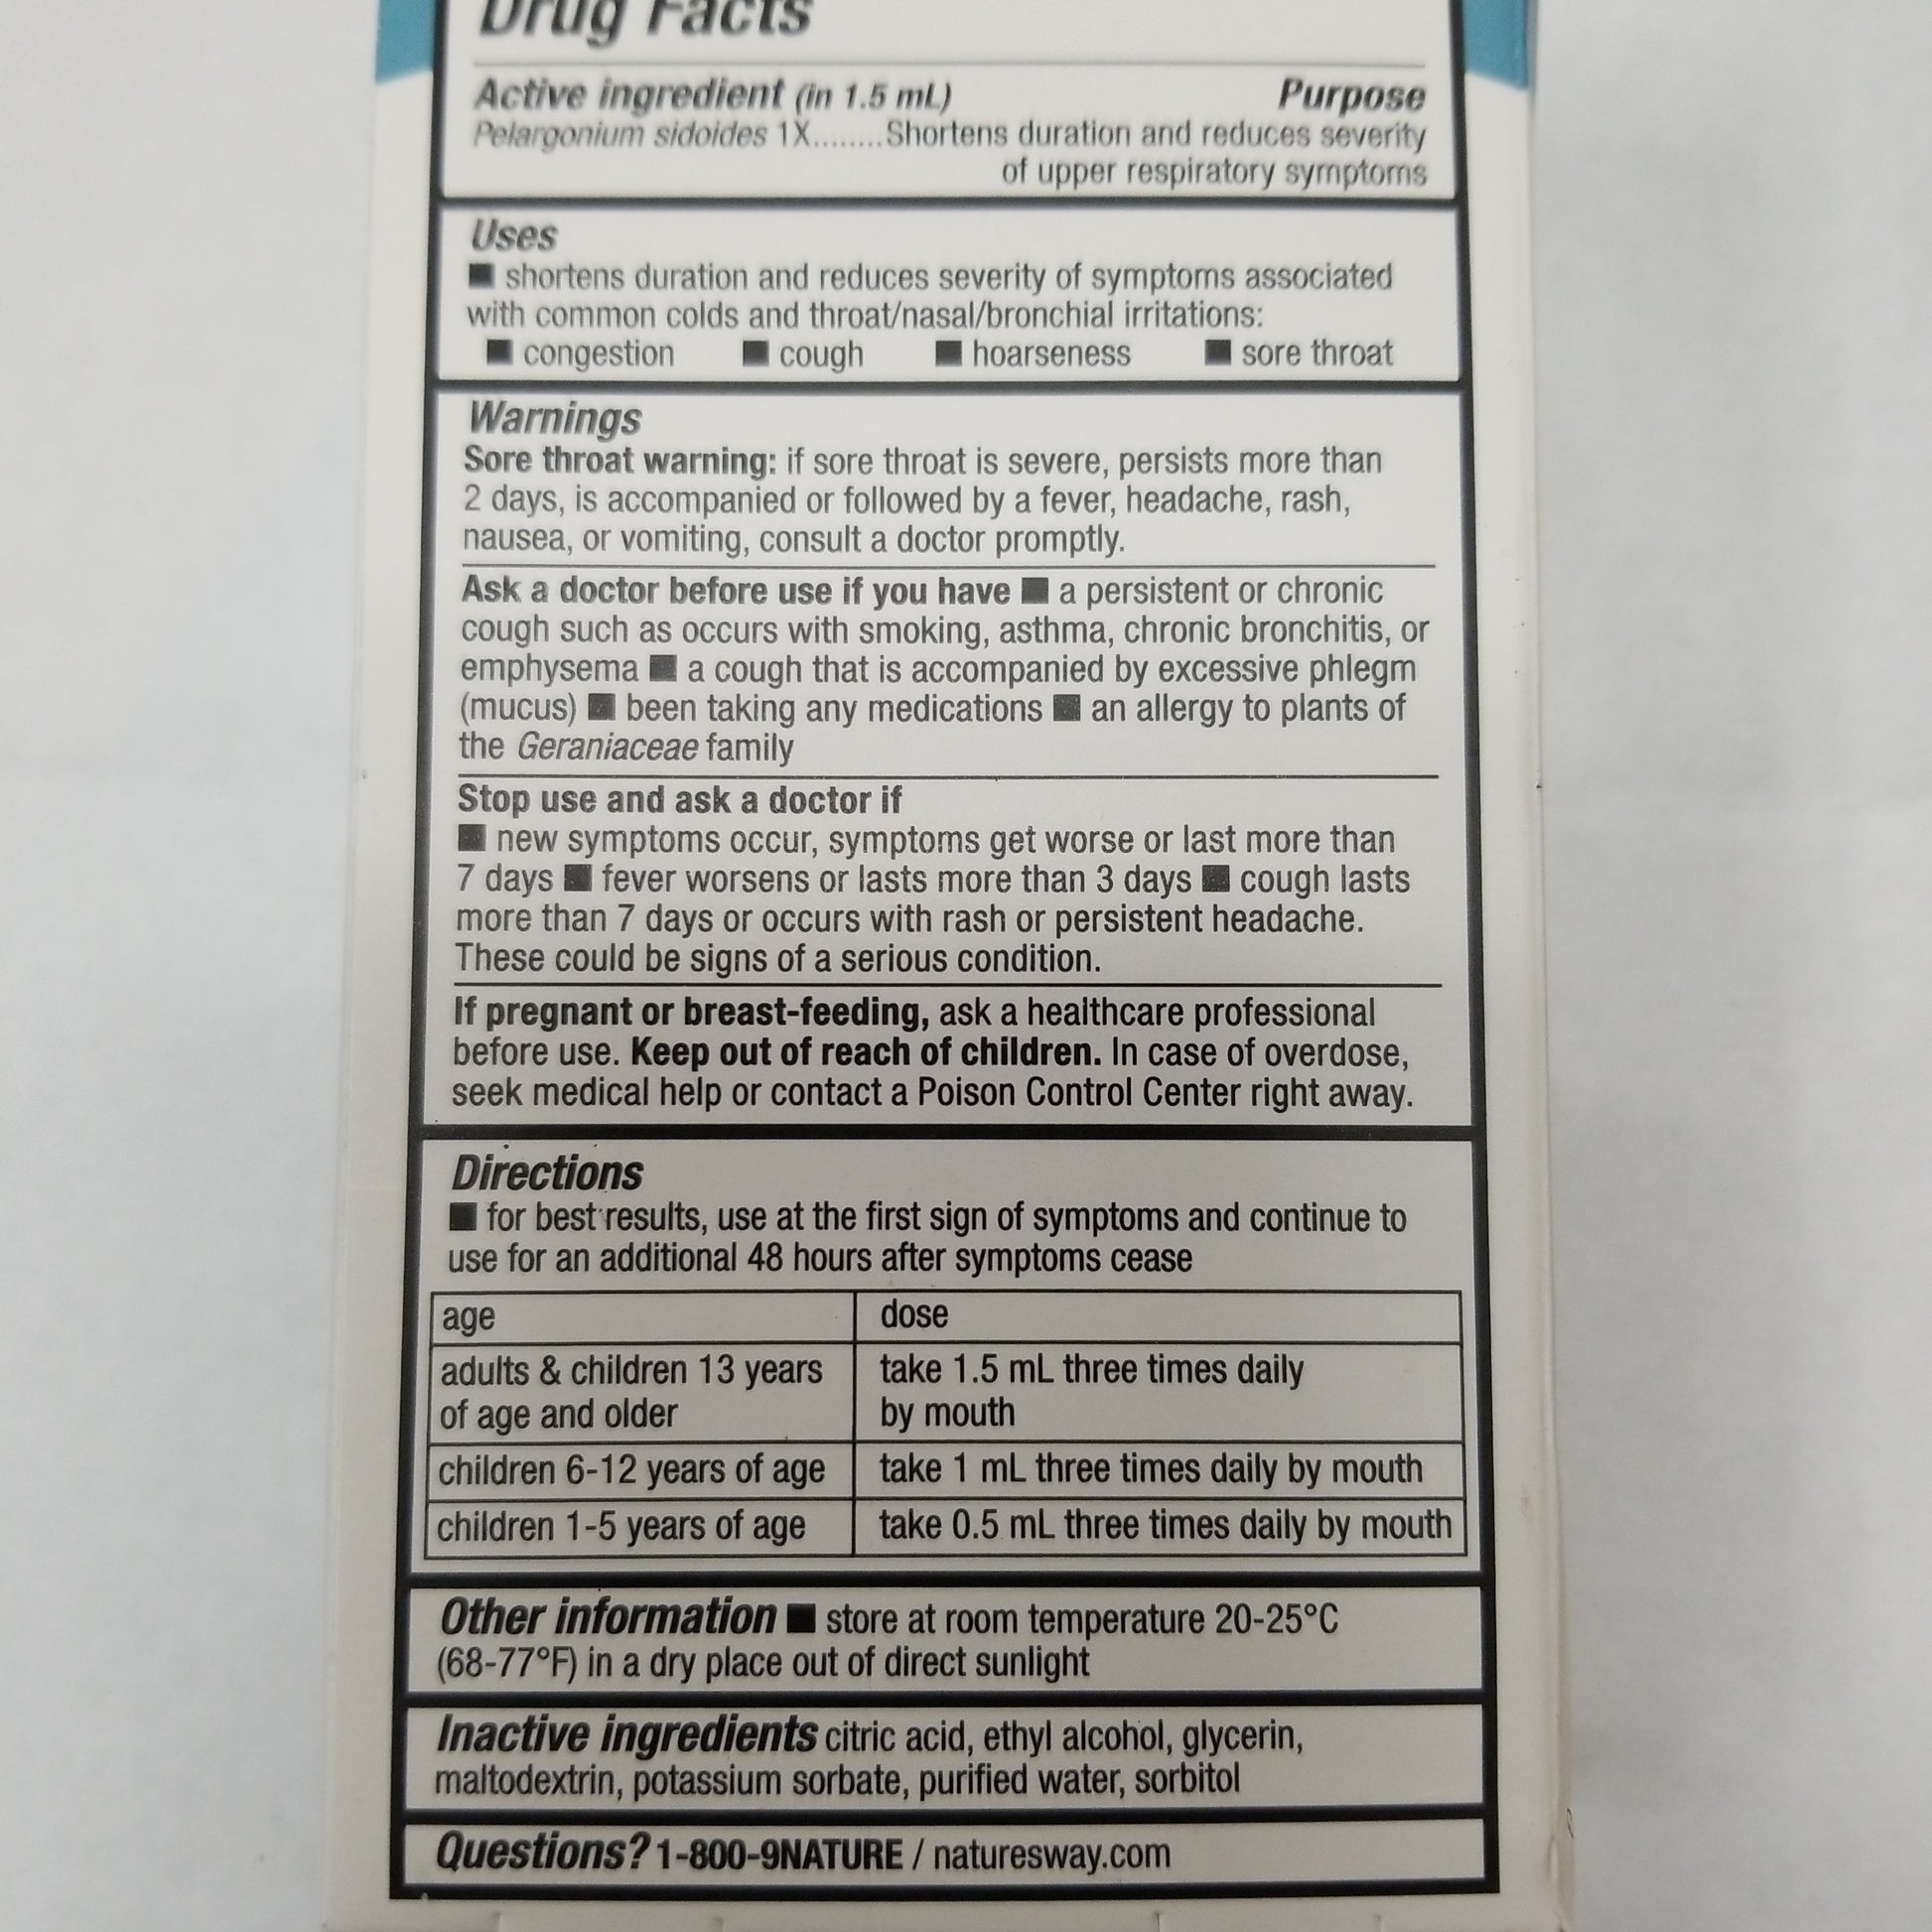 Drug Facts
Active ingredient (in 1.5 mL) Purpose
Pelargonium sidoides 1X........Shortens duration and reduces severity
of upper respiratory symptoms
Uses
■ shortens duration and reduces severity of symptoms associated
with common colds and throat/nasal/bronchial irritations:
■ congestion ■ cough ■ hoarseness ■ sore throat
Warnings
Sore throat warning: if sore throat is severe, persists more than
2 days, is accompanied or followed by a fever, headache, rash,
nausea, or vomiting, consult a doctor promptly.
Ask a doctor before use if you have ■ a persistent or chronic
cough such as occurs with smoking, asthma, chronic bronchitis, or
emphysema ■ a cough that is accompanied by excessive phlegm
(mucus) ■ been taking any medications ■ an allergy to plants of
the Geraniaceae family
Stop use and ask a doctor if
■ new symptoms occur, symptoms get worse or last more than
7 days ■ fever worsens or lasts more than 3 days ■ cough lasts
more than 7 days or occurs with rash or persistent headache.
These could be signs of a serious condition.
If pregnant or breast-feeding, ask a healthcare professional
before use. Keep out of reach of children. In case of overdose,
seek medical help or contact a Poison Control Center right away.
Directions
■ for best results, use at the first sign of symptoms and continue to
use for an additional 48 hours after symptoms cease
age dose
adults & children 13 years take 1.5 mL three times daily
of age and older by mouth
children 6-12 years of age take 1 mL three times daily by mouth
children 1-5 years of age take 0.5 mL three times daily by mouth
Other information ■ store at room temperature 20-25°C
(68-77°F) in a dry place out of direct sunlight
Inactive ingredients citric acid, ethyl alcohol, glycerin,
maltodextrin, potassium sorbate, purified water, sorbitol
Questions? 1-800-9NATURE / naturesway.com